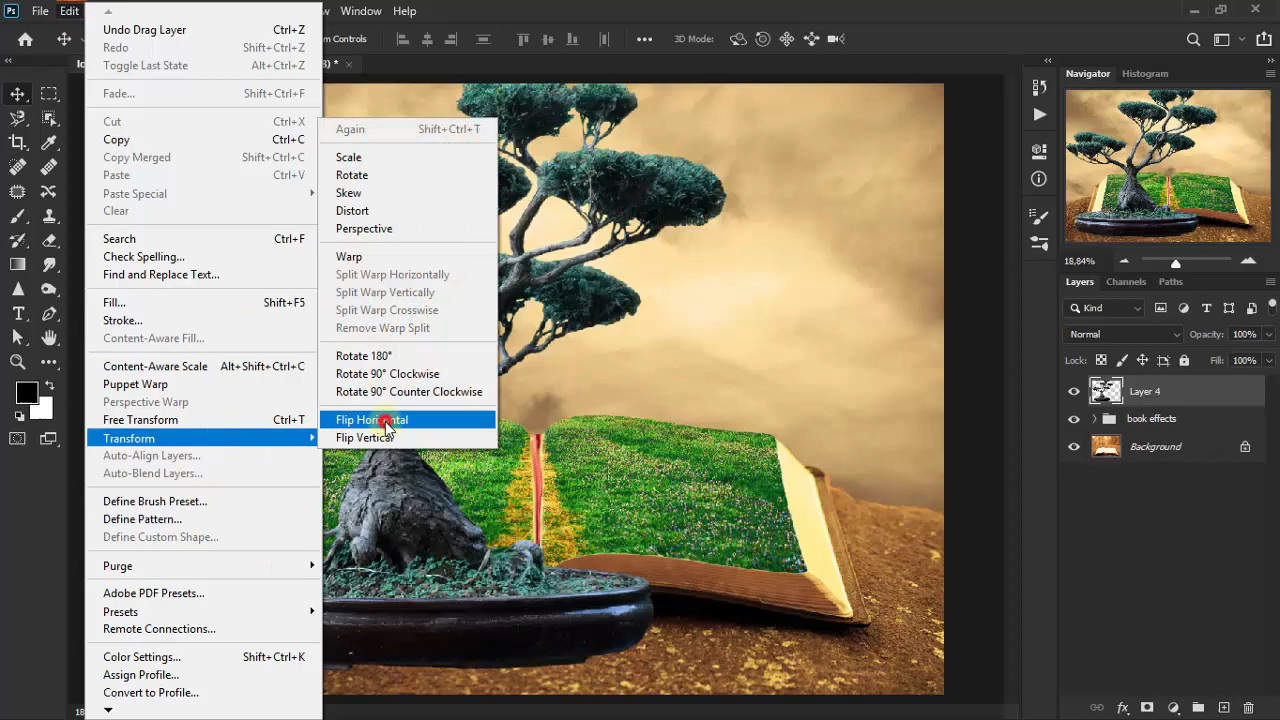 Ps File Edit Window Help
m Controls 3D Mode:
) *
Undo Drag Layer Ctrl+Z
Redo Shift+Ctrl+Z
Toggle Last State Alt+Ctrl+Z
Fade... Shift+Ctrl+F
Cut Ctrl+X
Copy Ctrl+C
Copy Merged Shift+Ctrl+C
Paste Ctrl+V
Paste Special
Clear
Search Ctrl+F
Check Spelling...
Find and Replace Text...
Fill... Shift+F5
Stroke...
Content-Aware Fill...
Content-Aware Scale Alt+Shift+Ctrl+C
Puppet Warp
Perspective Warp
Free Transform Ctrl+T
Transform
Auto-Align Layers...
Auto-Blend Layers...
Define Brush Preset...
Define Pattern...
Define Custom Shape...
Purge
Adobe PDF Presets...
Presets
Remote Connections...
Color Settings... Shift+Ctrl+K
Assign Profile...
Convert to Profile...
Again Shift+Ctrl+T
Scale
Rotate
Skew
Distort
Perspective
Warp
Split Warp Horizontally
Split Warp Vertically
Split Warp Crosswise
Remove Warp Split
Rotate 180°
Rotate 90° Clockwise
Rotate 90° Counter Clockwise
Flip Horizontal
Flip Vertical
Navigator Histogram
18,84%
Layers Channels Paths
Kind
Normal Opacity: 100%
Lock: Fill: 100%
Layer 4
book effects
Background